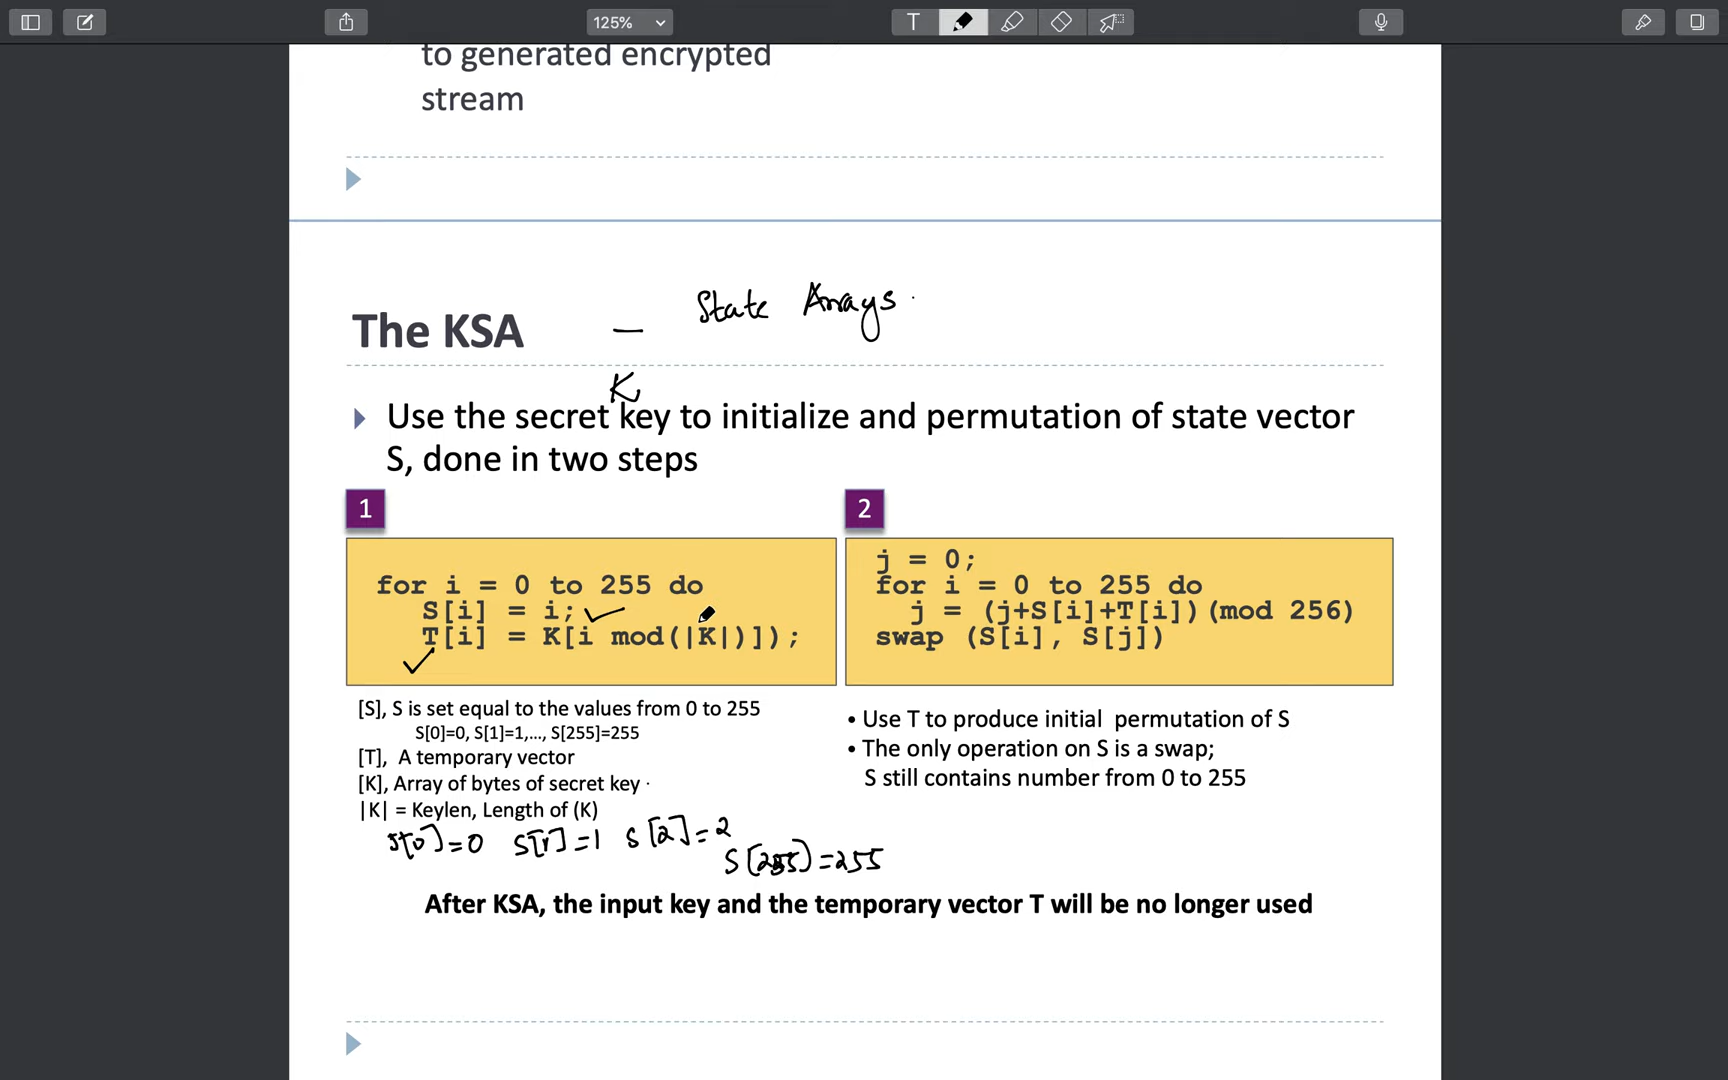 125%
T
to generated encrypted
stream
The KSA
— State Arrays.
K
Use the secret key to initialize and permutation of state vector
S, done in two steps
1
for i = 0 to 255 do
S[i] = i;
T[i] = K[i mod(|K|)]);
[S], S is set equal to the values from 0 to 255
S[0]=0, S[1]=1,..., S[255]=255
[T], A temporary vector
[K], Array of bytes of secret key
|K| = Keylen, Length of (K)
S[0]=0 S[1]=1 S[2]=2
S[255]=255
2
j = 0;
for i = 0 to 255 do
j = (j+S[i]+T[i])(mod 256)
swap (S[i], S[j])
• Use T to produce initial permutation of S
• The only operation on S is a swap;
S still contains number from 0 to 255
After KSA, the input key and the temporary vector T will be no longer used